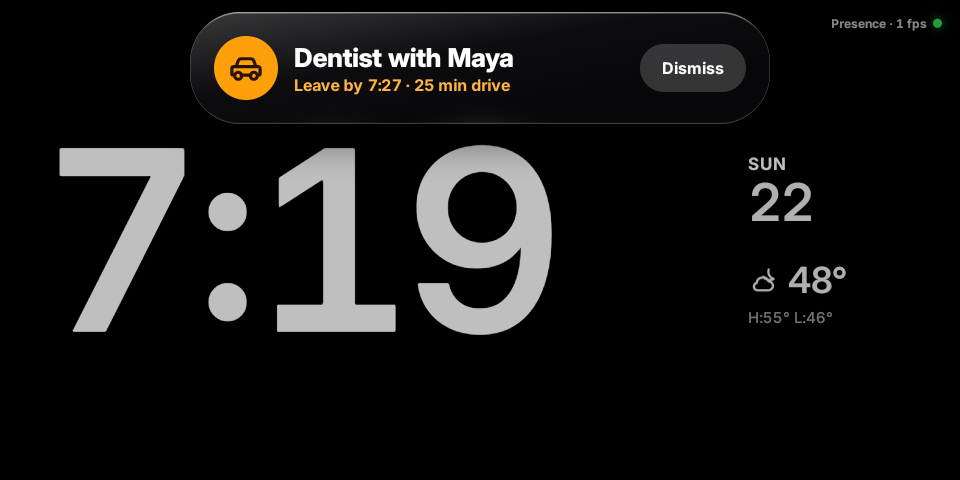 Presence · 1 fps
Dentist with Maya
Leave by 7:27 · 25 min drive
Dismiss
7:19
SUN
22
48°
H:55° L:46°